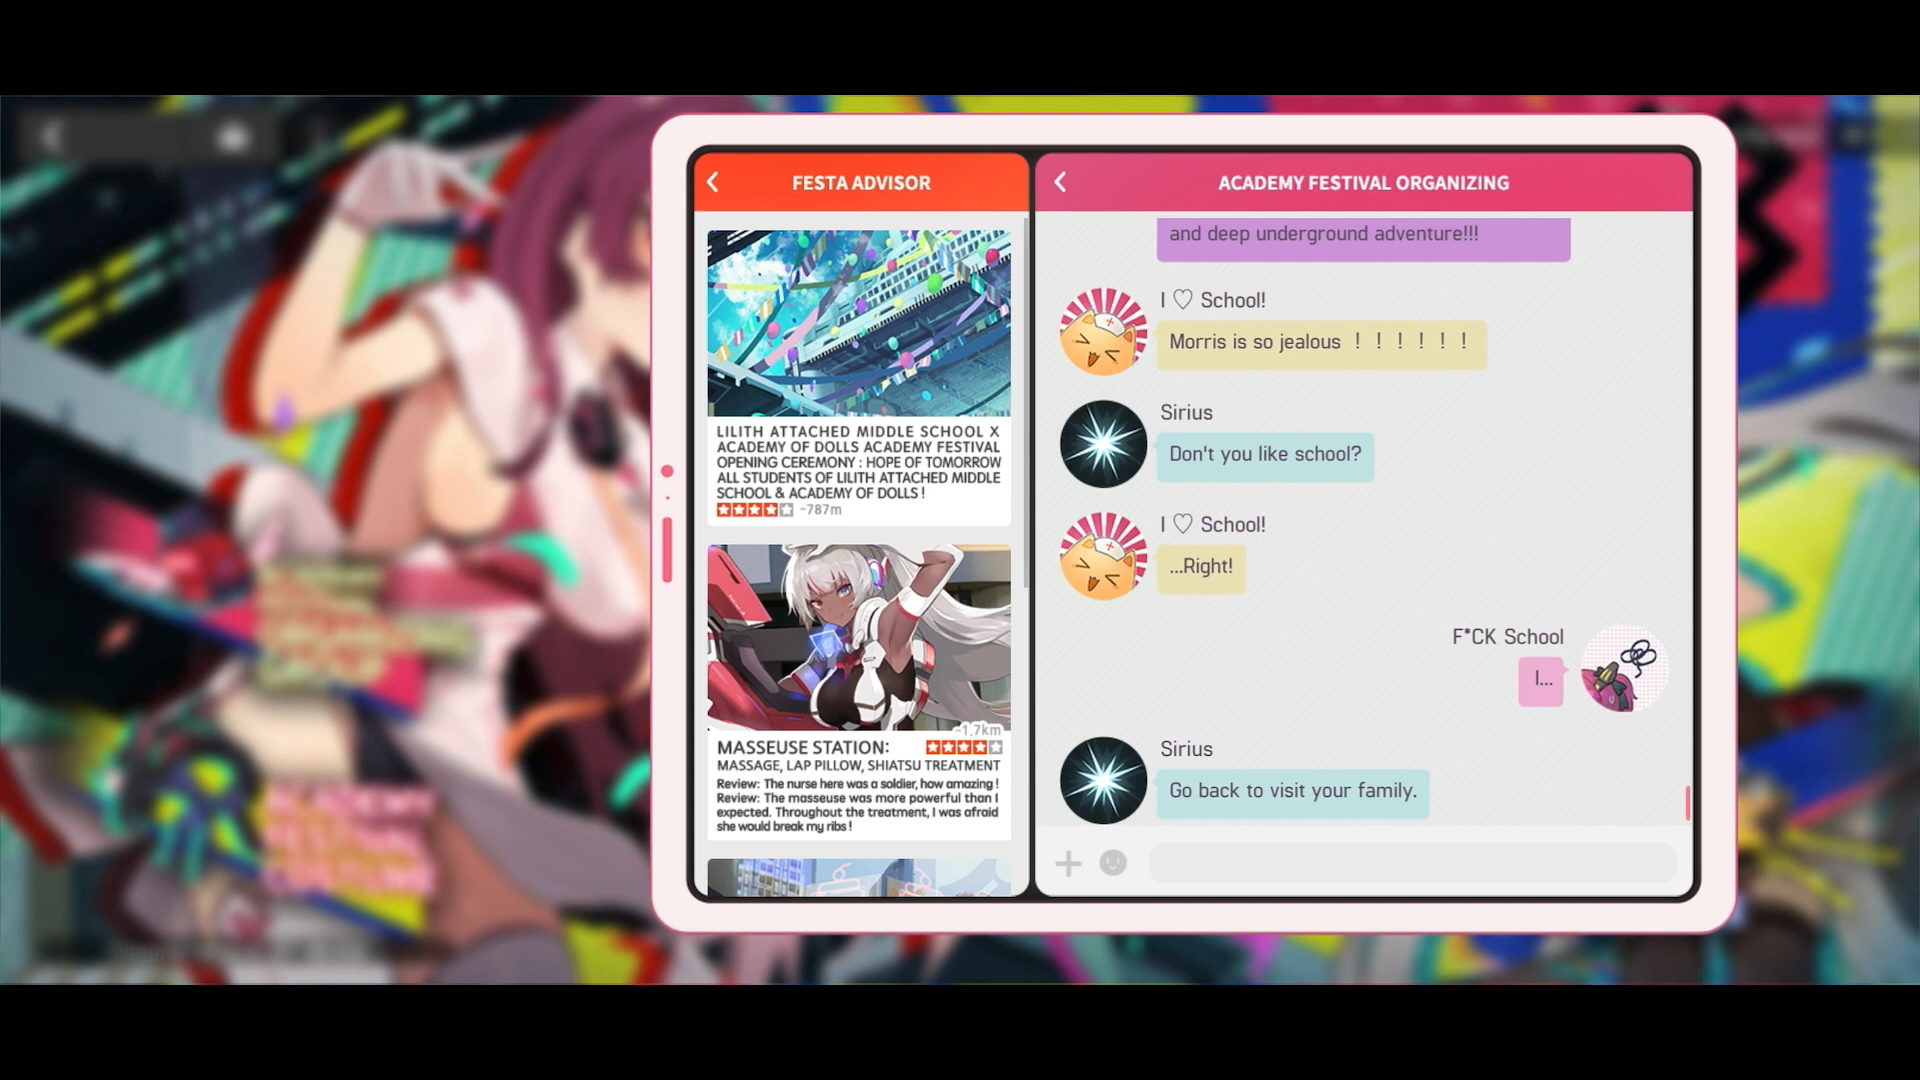 FESTA ADVISOR
LILITH ATTACHED MIDDLE SCHOOL X
ACADEMY OF DOLLS ACADEMY FESTIVAL
OPENING CEREMONY : HOPE OF TOMORROW
ALL STUDENTS OF LILITH ATTACHED MIDDLE
SCHOOL & ACADEMY OF DOLLS !
-787m
-1.7km
MASSEUSE STATION:
MASSAGE, LAP PILLOW, SHIATSU TREATMENT
Review: The nurse here was a soldier, how amazing !
Review: The masseuse was more powerful than I
expected. Throughout the treatment, I was afraid
she would break my ribs !
ACADEMY FESTIVAL ORGANIZING
and deep underground adventure!!!
I ♡ School!
Morris is so jealous ！！！！！！
Sirius
Don't you like school?
I ♡ School!
...Right!
F*CK School
I...
Sirius
Go back to visit your family.
ACADEMY
FESTIVAL
COSTUME